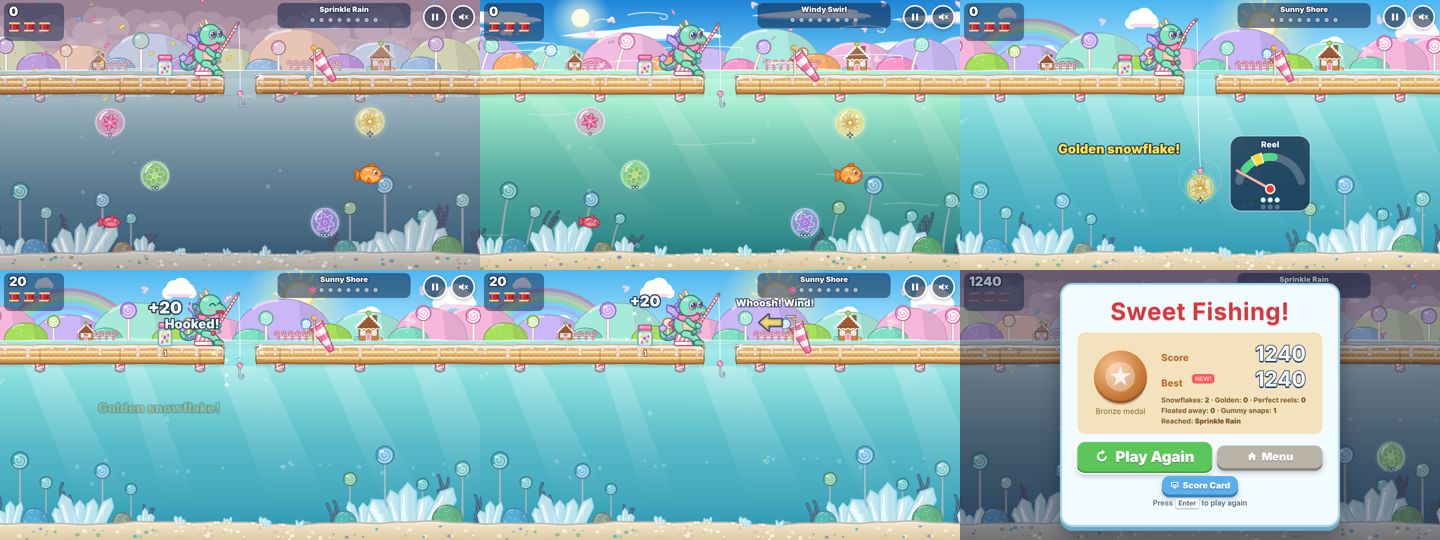 0
Sprinkle Rain
0
Windy Swirl
0
Sunny Shore
Golden snowflake!
Reel
20
Sunny Shore
+20
Hooked!
1
Golden snowflake!
20
Sunny Shore
+20
Whoosh! Wind!
1
1240
Sprinkle Rain
Sweet Fishing!
Score 1240
Best NEW! 1240
Bronze medal
Snowflakes: 2 · Golden: 0 · Perfect reels: 0
Floated away: 0 · Gummy snaps: 1
Reached: Sprinkle Rain
Play Again
Menu
Score Card
Press Enter to play again